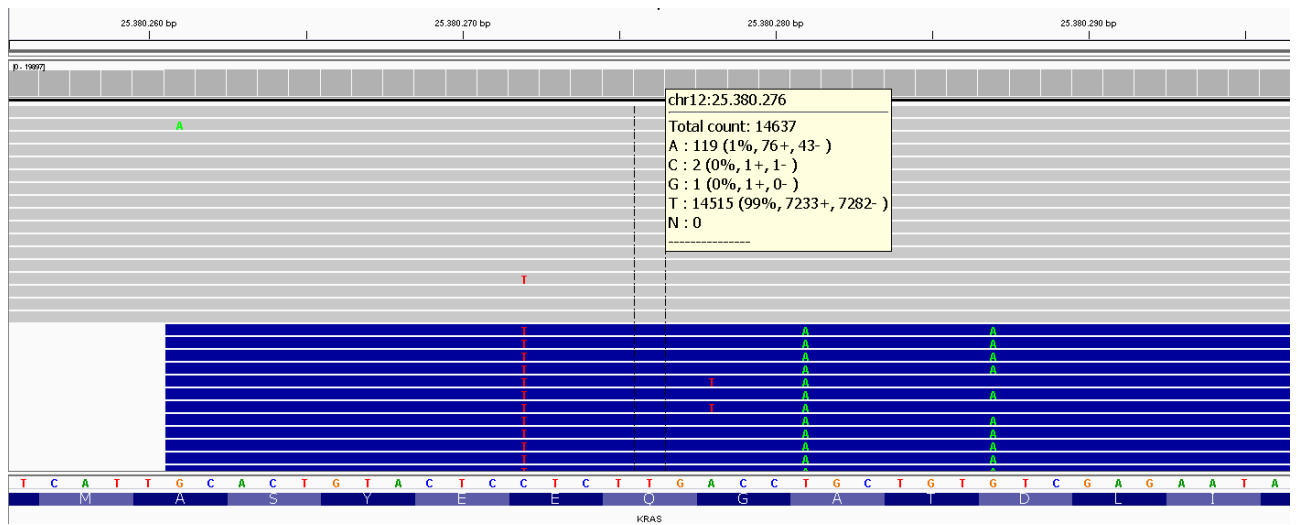 25.380.260 bp 25.380.270 bp 25.380.280 bp 25.380.290 bp
[0 - 19897]
chr12:25.380.276
Total count: 14637
A : 119 (1%, 76+, 43- )
C : 2 (0%, 1+, 1- )
G : 1 (0%, 1+, 0- )
T : 14515 (99%, 7233+, 7282- )
N : 0
---------------
A
T
T A A
T A A
T A A
T A A
T T A
T A A
T T A
T A A
T A A
T A A
T A A
T A A
T C A T T G C A C T G T A C T C C T C T T G A C C T G C T G T G T C G A G A A T A
M A S Y E E Q G A T D L I
KRAS